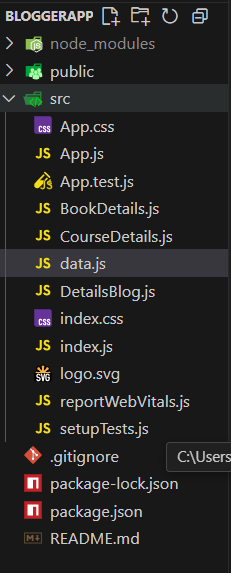 BLOGGERAPP
node_modules
public
src
App.css
App.js
App.test.js
BookDetails.js
CourseDetails.js
data.js
DetailsBlog.js
index.css
index.js
logo.svg
reportWebVitals.js
setupTests.js
.gitignore
C:\Users
package-lock.json
package.json
README.md